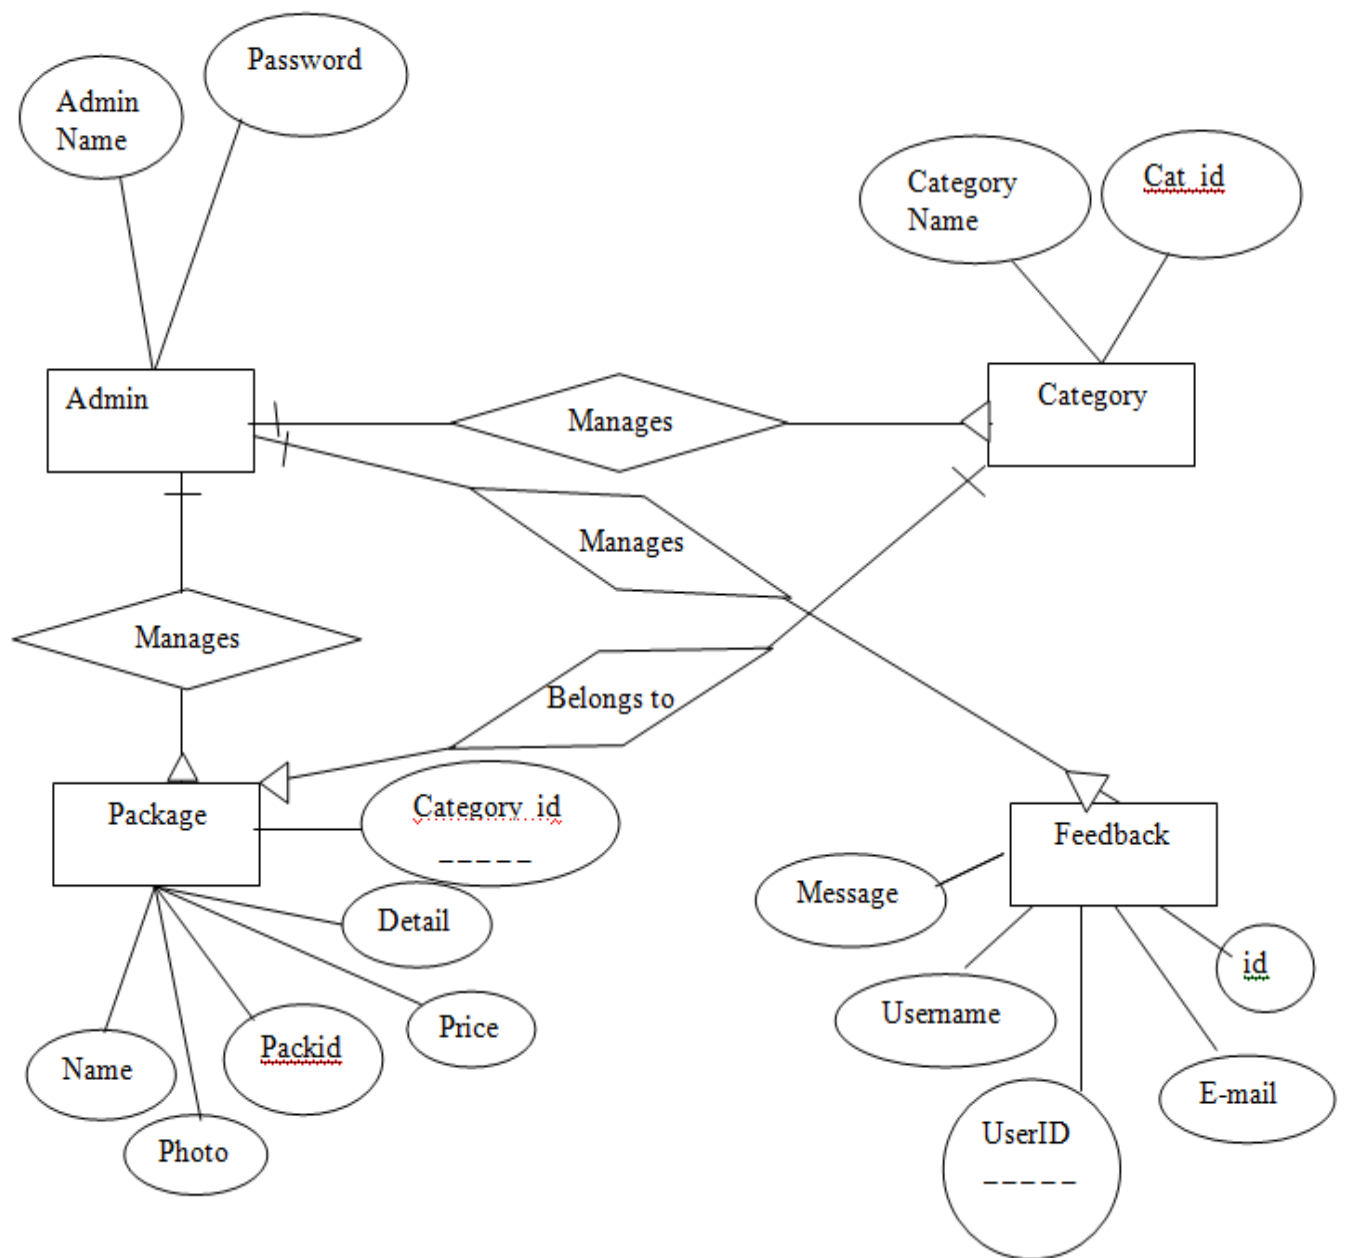 Password
Admin
Name
Category
Name
Cat_id
Admin
Category
Manages
Manages
Manages
Belongs to
Package
Category_id
_ _ _ _ _
Feedback
Message
Detail
id
Username
Price
Packid
Name
E-mail
UserID
_ _ _ _ _
Photo